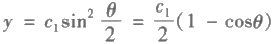 y = c₁sin² θ/2 = c₁/2 (1 − cosθ)